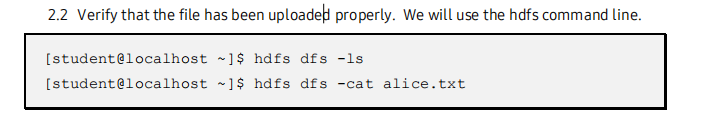 2.2 Verify that the file has been uploaded properly. We will use the hdfs command line.
[student@localhost ~]$ hdfs dfs -ls
[student@localhost ~]$ hdfs dfs -cat alice.txt